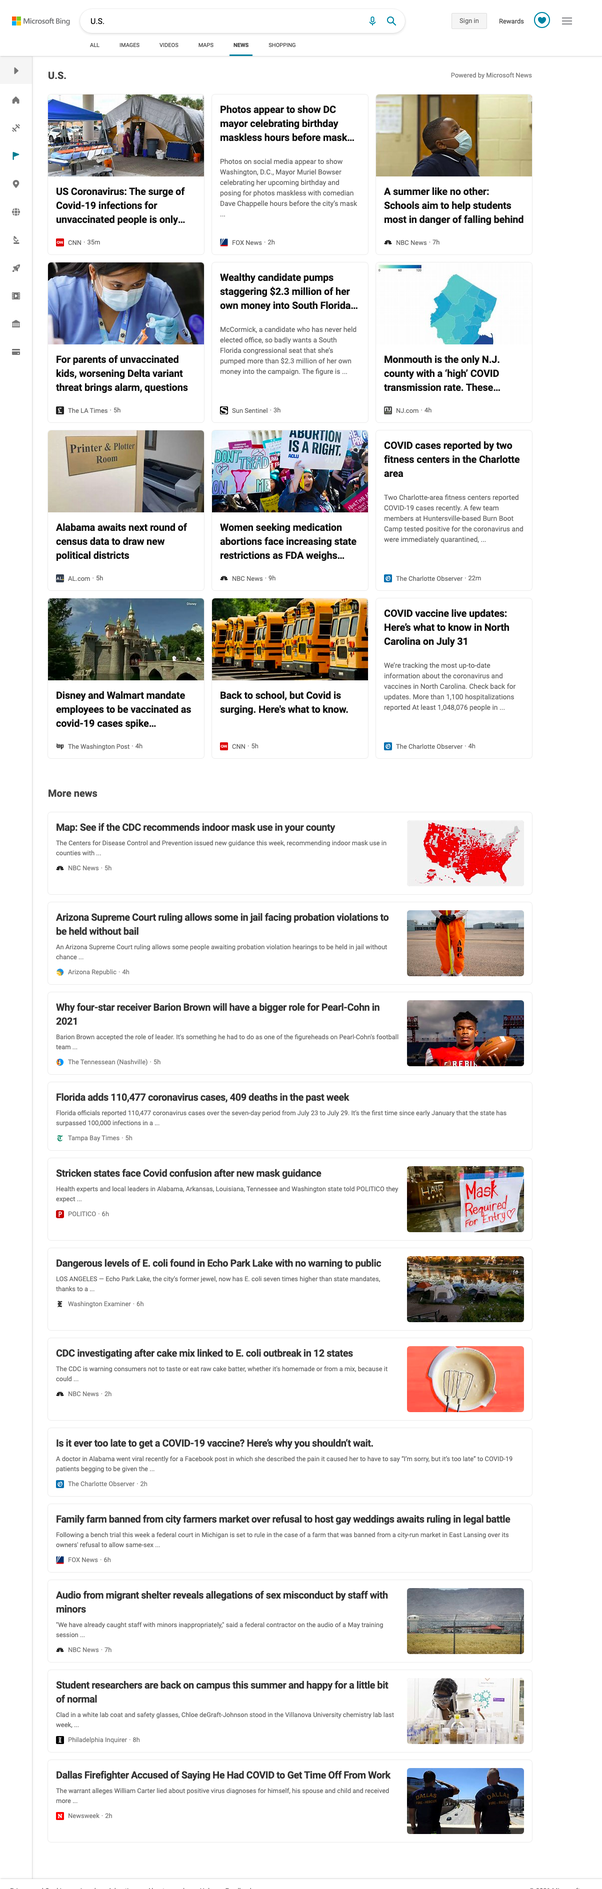 Microsoft Bing
U.S.
Sign in
Rewards
ALL
IMAGES
VIDEOS
MAPS
NEWS
SHOPPING
U.S.
Powered by Microsoft News
US Coronavirus: The surge of
Covid-19 infections for
unvaccinated people is only...
CNN · 35m
Photos appear to show DC
mayor celebrating birthday
maskless hours before mask...
Photos on social media appear to show
Washington, D.C., Mayor Muriel Bowser
celebrating her upcoming birthday and
posing for photos maskless with comedian
Dave Chappelle hours before the city's mask
...
FOX News · 2h
A summer like no other:
Schools aim to help students
most in danger of falling behind
NBC News · 7h
For parents of unvaccinated
kids, worsening Delta variant
threat brings alarm, questions
The LA Times · 5h
Wealthy candidate pumps
staggering $2.3 million of her
own money into South Florida...
McCormick, a candidate who has never held
elected office, so badly wants a South
Florida congressional seat that she's
pumped more than $2.3 million of her own
money into the campaign. The figure is ...
Sun Sentinel · 3h
Monmouth is the only N.J.
county with a 'high' COVID
transmission rate. These...
NJ.com · 4h
Printer & Plotter
Room
Alabama awaits next round of
census data to draw new
political districts
AL.com · 5h
DON'T
TREAD
ABORTION
IS A RIGHT.
ACLU
Women seeking medication
abortions face increasing state
restrictions as FDA weighs...
NBC News · 9h
COVID cases reported by two
fitness centers in the Charlotte
area
Two Charlotte-area fitness centers reported
COVID-19 cases recently. A few team
members at Huntersville-based Burn Boot
Camp tested positive for the coronavirus and
were immediately quarantined, ...
The Charlotte Observer · 22m
Disney and Walmart mandate
employees to be vaccinated as
covid-19 cases spike...
The Washington Post · 4h
Back to school, but Covid is
surging. Here's what to know.
CNN · 5h
COVID vaccine live updates:
Here's what to know in North
Carolina on July 31
We're tracking the most up-to-date
information about the coronavirus and
vaccines in North Carolina. Check back for
updates. More than 1,100 hospitalizations
reported At least 1,048,076 people in ...
The Charlotte Observer · 4h
More news
Map: See if the CDC recommends indoor mask use in your county
The Centers for Disease Control and Prevention issued new guidance this week, recommending indoor mask use in
counties with ...
NBC News · 5h
Arizona Supreme Court ruling allows some in jail facing probation violations to
be held without bail
An Arizona Supreme Court ruling allows some people awaiting probation violation hearings to be held in jail without
chance ...
Arizona Republic · 4h
Why four-star receiver Barion Brown will have a bigger role for Pearl-Cohn in
2021
Barion Brown accepted the role of leader. It's something he had to do as one of the figureheads on Pearl-Cohn's football
team ...
The Tennessean (Nashville) · 5h
Florida adds 110,477 coronavirus cases, 409 deaths in the past week
Florida officials reported 110,477 coronavirus cases over the seven-day period from July 23 to July 29. It's the first time since early January that the state has
surpassed 100,000 infections in a ...
Tampa Bay Times · 5h
Stricken states face Covid confusion after new mask guidance
Health experts and local leaders in Alabama, Arkansas, Louisiana, Tennessee and Washington state told POLITICO they
expect ...
POLITICO · 6h
Mask
Required
For Entry
Dangerous levels of E. coli found in Echo Park Lake with no warning to public
LOS ANGELES — Echo Park Lake, the city's former jewel, now has E. coli seven times higher than state mandates,
thanks to a ...
Washington Examiner · 6h
CDC investigating after cake mix linked to E. coli outbreak in 12 states
The CDC is warning consumers not to taste or eat raw cake batter, whether it's homemade or from a mix, because it
could ...
NBC News · 2h
Is it ever too late to get a COVID-19 vaccine? Here's why you shouldn't wait.
A doctor in Alabama went viral recently for a Facebook post in which she described the pain it caused her to have to say "I'm sorry, but it's too late" to COVID-19
patients begging to be given the ...
The Charlotte Observer · 2h
Family farm banned from city farmers market over refusal to host gay weddings awaits ruling in legal battle
Following a bench trial this week a federal court in Michigan is set to rule in the case of a farm that was banned from a city-run market in East Lansing over its
owners' refusal to allow same-sex ...
FOX News · 6h
Audio from migrant shelter reveals allegations of sex misconduct by staff with
minors
"We have already caught staff with minors inappropriately," said a federal contractor on the audio of a May training
session ...
NBC News · 7h
Student researchers are back on campus this summer and happy for a little bit
of normal
Clad in a white lab coat and safety glasses, Chloe deGraft-Johnson stood in the Villanova University chemistry lab last
week, ...
Philadelphia Inquirer · 8h
Dallas Firefighter Accused of Saying He Had COVID to Get Time Off From Work
The warrant alleges William Carter lied about positive virus diagnoses for himself, his spouse and child and received
more ...
Newsweek · 2h
DALLAS
DALLAS